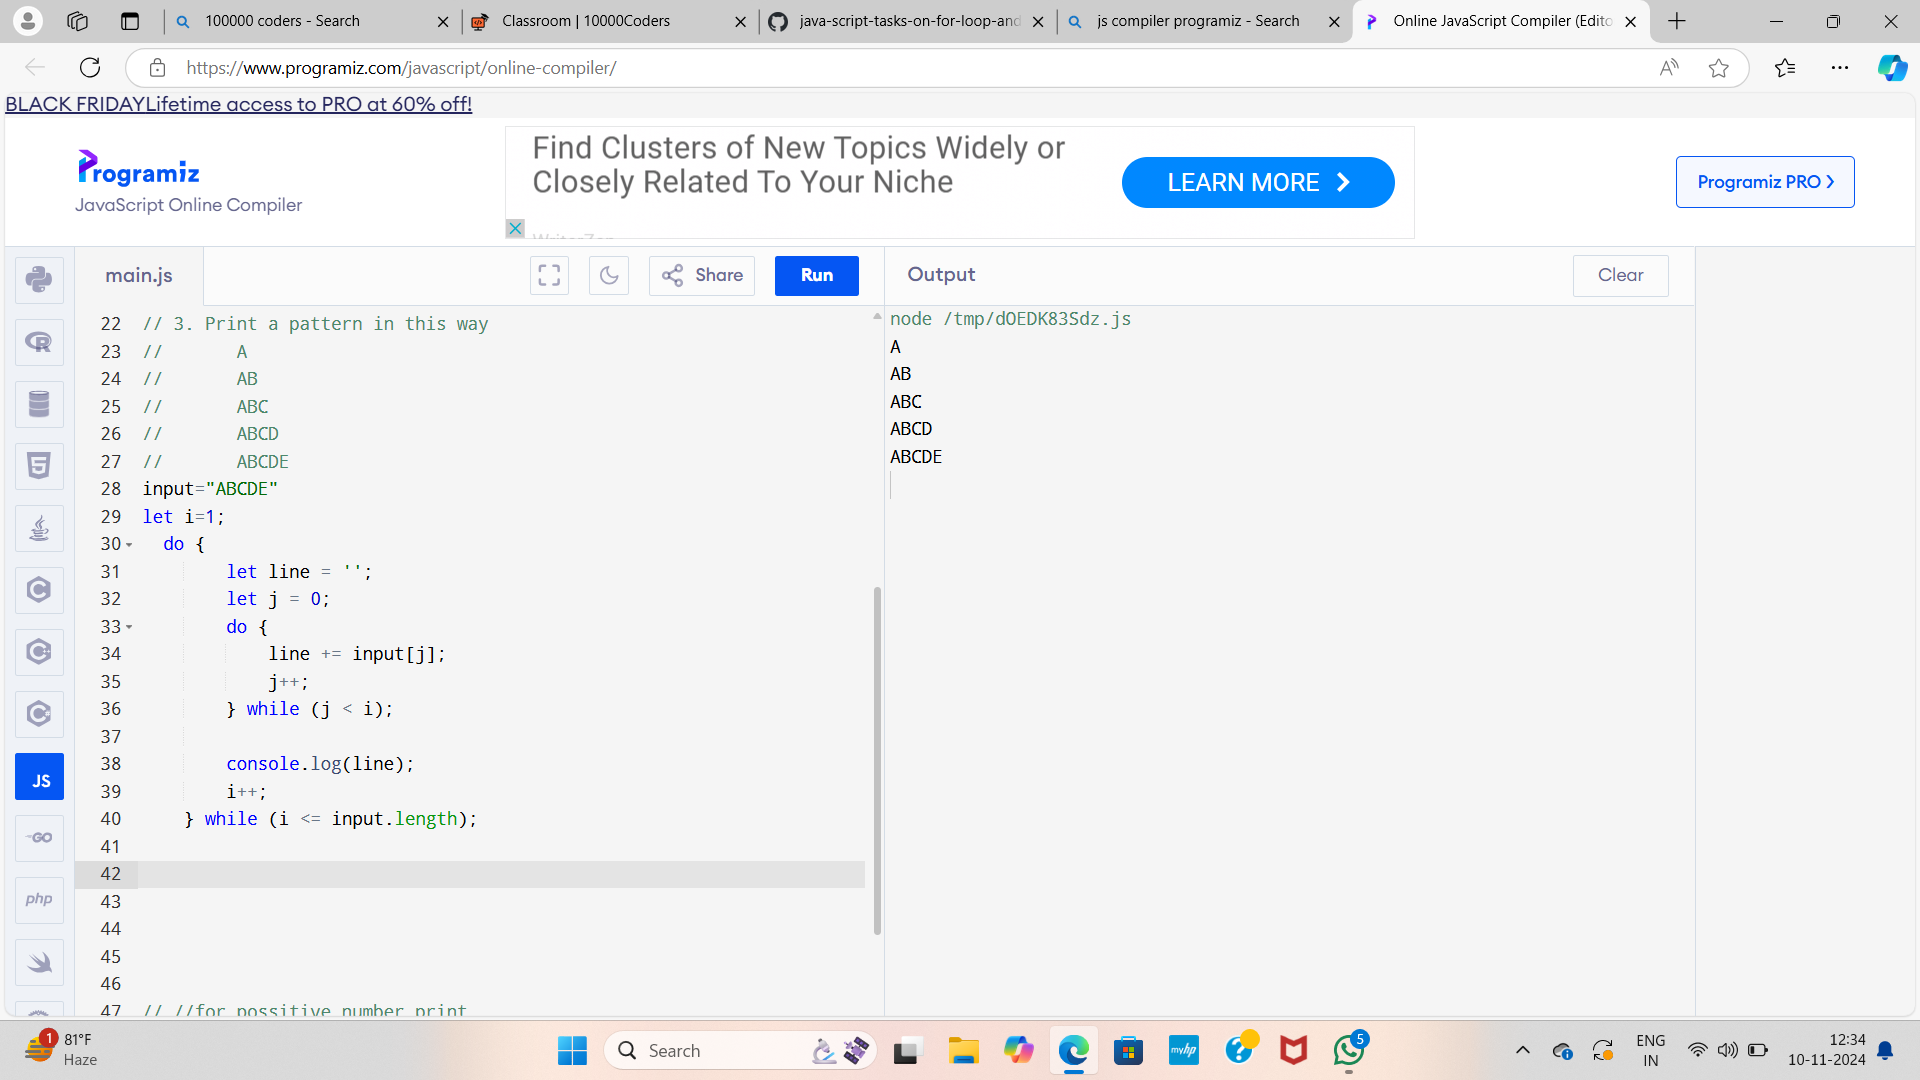 100000 coders - Search
Classroom | 10000Coders
java-script-tasks-on-for-loop-and
js compiler programiz - Search
Online JavaScript Compiler (Edito
https://www.programiz.com/javascript/online-compiler/
BLACK FRIDAYLifetime access to PRO at 60% off!
Programiz
JavaScript Online Compiler
Find Clusters of New Topics Widely or
Closely Related To Your Niche
LEARN MORE
Programiz PRO
main.js
Share
Run
Output
Clear
22 // 3. Print a pattern in this way
23 //       A
24 //       AB
25 //       ABC
26 //       ABCD
27 //       ABCDE
28 input="ABCDE"
29 let i=1;
30   do {
31         let line = '';
32         let j = 0;
33         do {
34             line += input[j];
35             j++;
36         } while (j < i);
37
38         console.log(line);
39         i++;
40     } while (i <= input.length);
41
42
43
44
45
46
47 // //for possitive number print
node /tmp/dOEDK83Sdz.js
A
AB
ABC
ABCD
ABCDE
JS
GO
php
1
81°F
Haze
Search
myhp
5
ENG
IN
12:34
10-11-2024